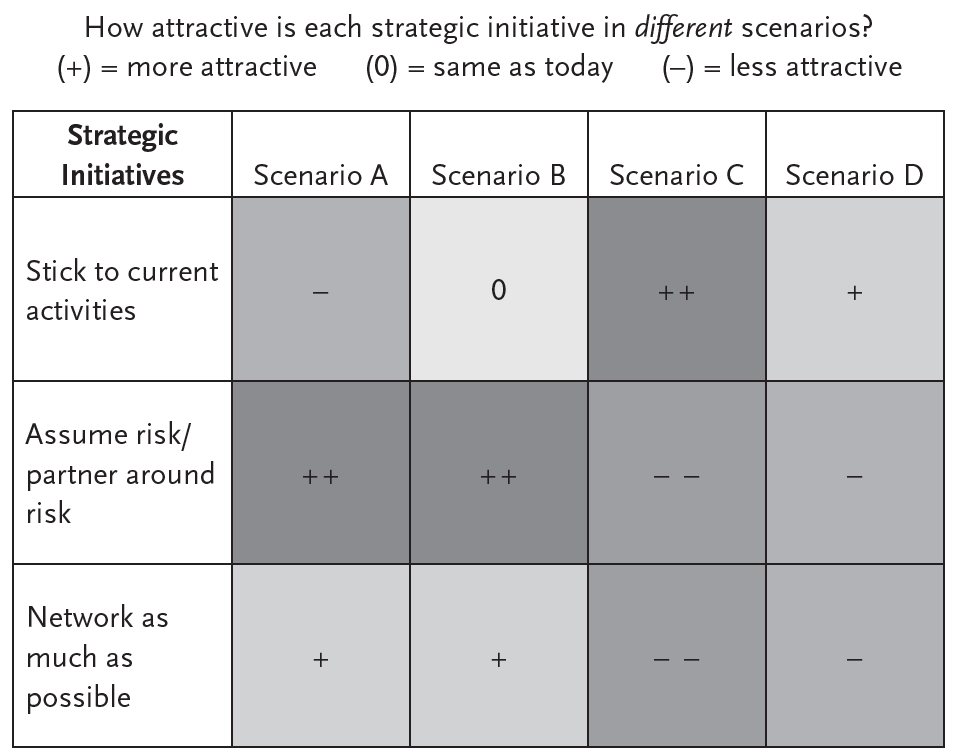 How attractive is each strategic initiative in different scenarios?
(+) = more attractive (0) = same as today (–) = less attractive
Strategic
Initiatives Scenario A Scenario B Scenario C Scenario D
Stick to current
activities
– 0 ++ +
Assume risk/
partner around
risk
++ ++ – – –
Network as
much as
possible
+ + – – –